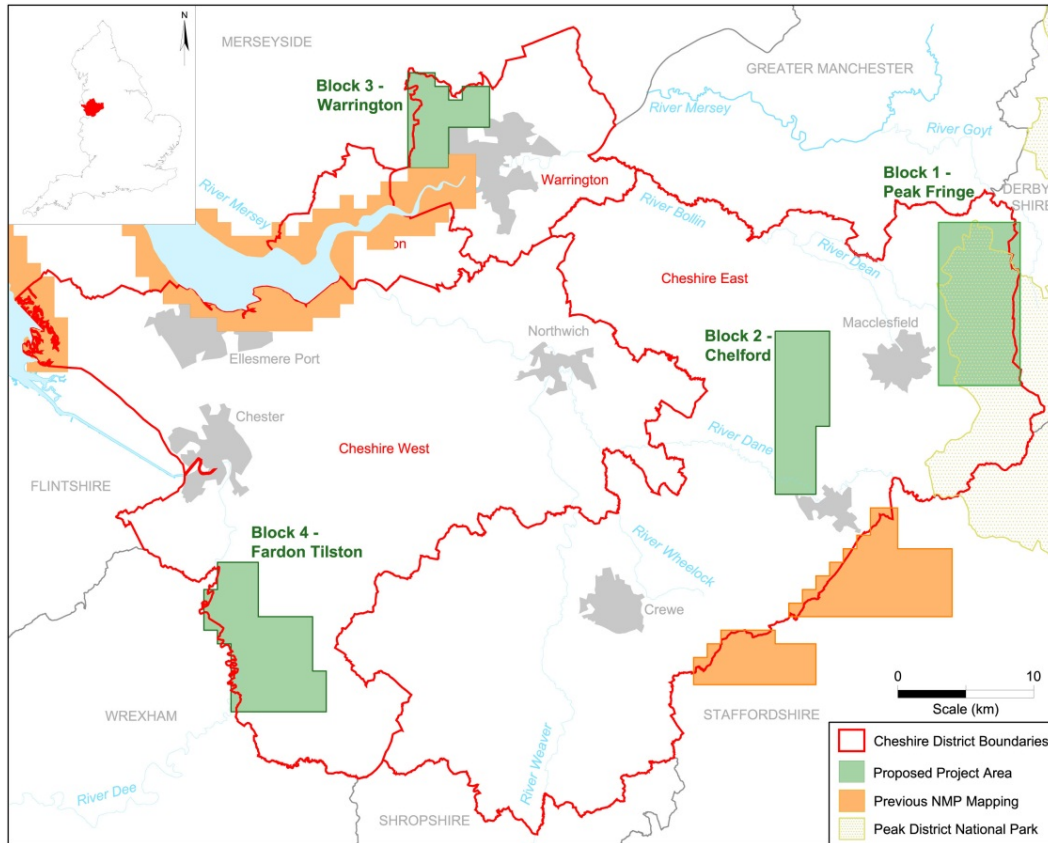 N
MERSEYSIDE
GREATER MANCHESTER
Block 3 -
Warrington
River Mersey
River Goyt
Block 1 -
Peak Fringe
DERBY
SHIRE
Warrington
River Mersey
River Bollin
on
River Dean
Cheshire East
Macclesfield
Northwich
Block 2 -
Chelford
Ellesmere Port
Chester
Cheshire West
River Dane
FLINTSHIRE
Block 4 -
Fardon Tilston
River Wheelock
Crewe
WREXHAM
STAFFORDSHIRE
River Weaver
River Dee
SHROPSHIRE
0 10
Scale (km)
Cheshire District Boundaries
Proposed Project Area
Previous NMP Mapping
Peak District National Park